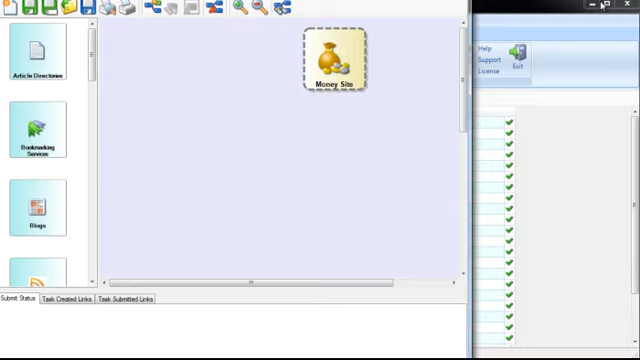 Money Site
Help
Support
License
Exit
Article Directories
Bookmarking
Services
Blogs
Submit Status
Task Created Links
Task Submitted Links